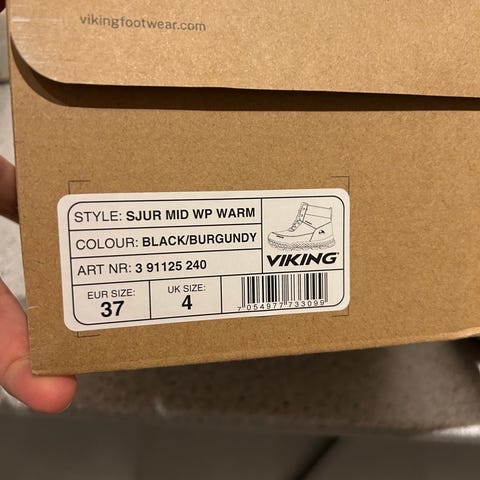 vikingfootwear.com
STYLE: SJUR MID WP WARM
COLOUR: BLACK/BURGUNDY
ART NR: 3 91125 240
VIKING
EUR SIZE:
37
UK SIZE:
4
7 054977 733099